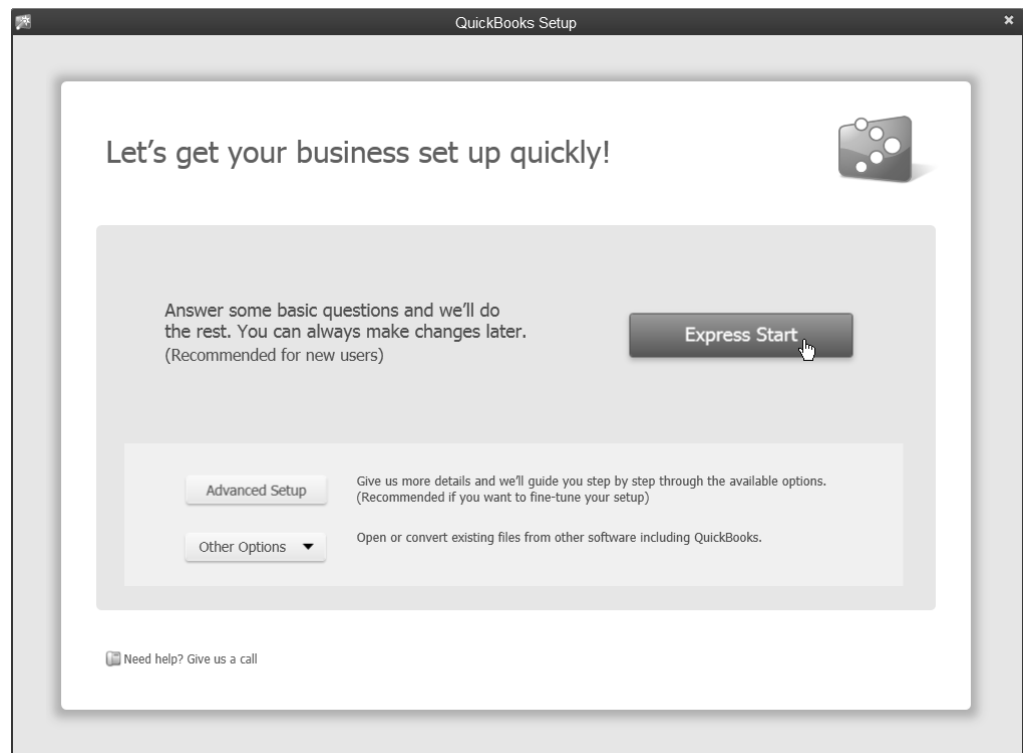 QuickBooks Setup
Let's get your business set up quickly!
Answer some basic questions and we'll do
the rest. You can always make changes later.
(Recommended for new users)
Express Start
Advanced Setup
Give us more details and we'll guide you step by step through the available options.
(Recommended if you want to fine-tune your setup)
Other Options
Open or convert existing files from other software including QuickBooks.
Need help? Give us a call